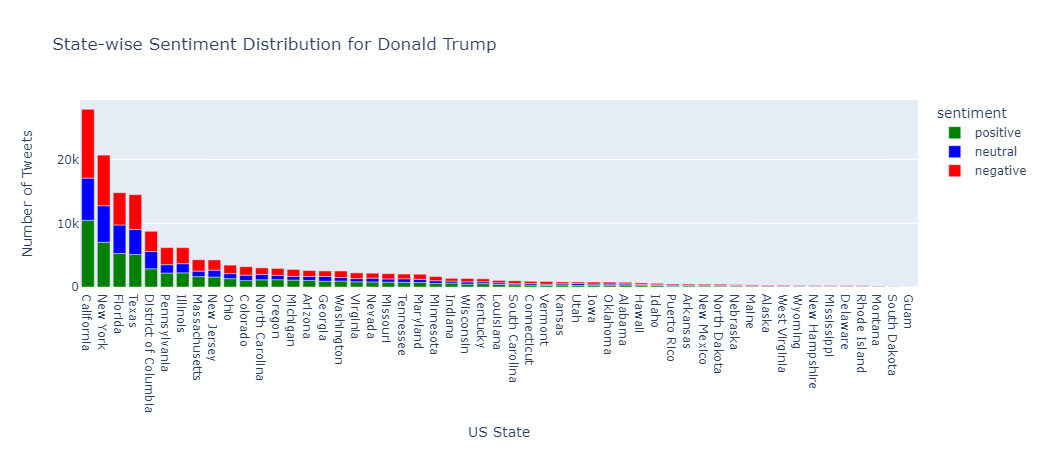 State-wise Sentiment Distribution for Donald Trump
Number of Tweets
20k
10k
0
California
New York
Florida
Texas
District of Columbia
Pennsylvania
Illinois
Massachusetts
New Jersey
Ohio
Colorado
North Carolina
Oregon
Michigan
Arizona
Georgia
Washington
Virginia
Nevada
Missouri
Tennessee
Maryland
Minnesota
Indiana
Wisconsin
Kentucky
Louisiana
South Carolina
Connecticut
Vermont
Kansas
Utah
Iowa
Oklahoma
Alabama
Hawaii
Idaho
Puerto Rico
Arkansas
New Mexico
North Dakota
Nebraska
Maine
Alaska
West Virginia
Wyoming
New Hampshire
Mississippi
Delaware
Rhode Island
Montana
South Dakota
Guam
US State
sentiment
positive
neutral
negative